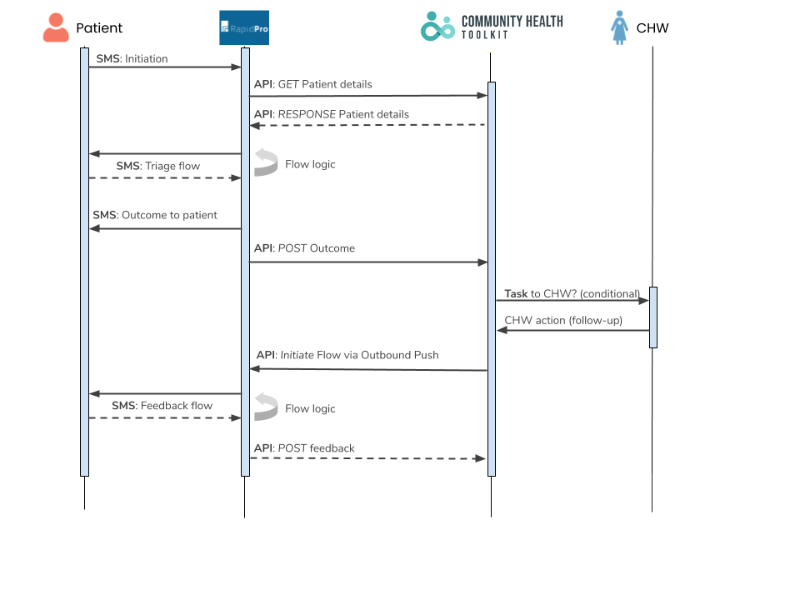 Patient
RapidPro
COMMUNITY HEALTH
TOOLKIT
CHW
SMS: Initiation
API: GET Patient details
API: RESPONSE Patient details
SMS: Triage flow
Flow logic
SMS: Outcome to patient
API: POST Outcome
Task to CHW? (conditional)
CHW action (follow-up)
API: Initiate Flow via Outbound Push
SMS: Feedback flow
Flow logic
API: POST feedback